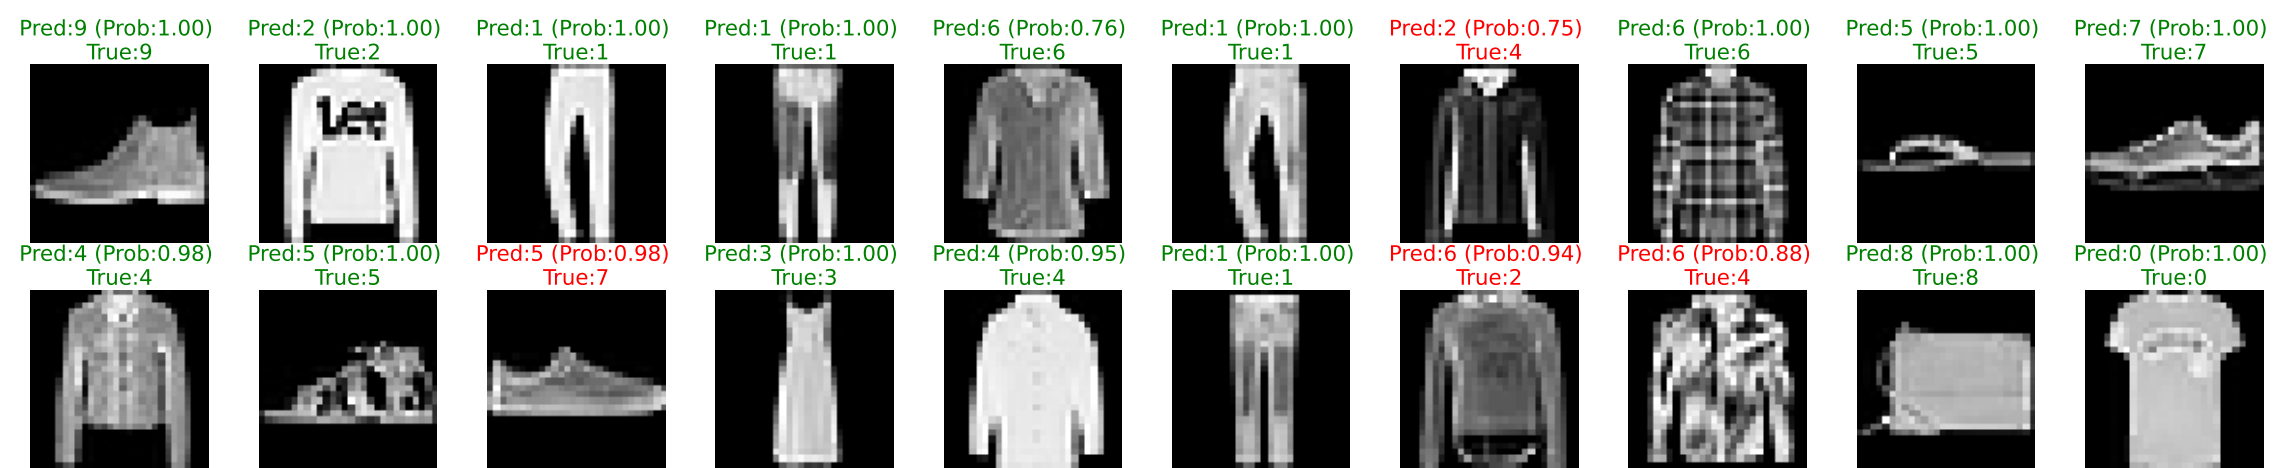 Pred:9 (Prob:1.00) Pred:2 (Prob:1.00) Pred:1 (Prob:1.00) Pred:1 (Prob:1.00) Pred:6 (Prob:0.76) Pred:1 (Prob:1.00) Pred:2 (Prob:0.75) Pred:6 (Prob:1.00) Pred:5 (Prob:1.00) Pred:7 (Prob:1.00)
True:9 True:2 True:1 True:1 True:6 True:1 True:4 True:6 True:5 True:7
Lee
Pred:4 (Prob:0.98) Pred:5 (Prob:1.00) Pred:5 (Prob:0.98) Pred:3 (Prob:1.00) Pred:4 (Prob:0.95) Pred:1 (Prob:1.00) Pred:6 (Prob:0.94) Pred:6 (Prob:0.88) Pred:8 (Prob:1.00) Pred:0 (Prob:1.00)
True:4 True:5 True:7 True:3 True:4 True:1 True:2 True:4 True:8 True:0